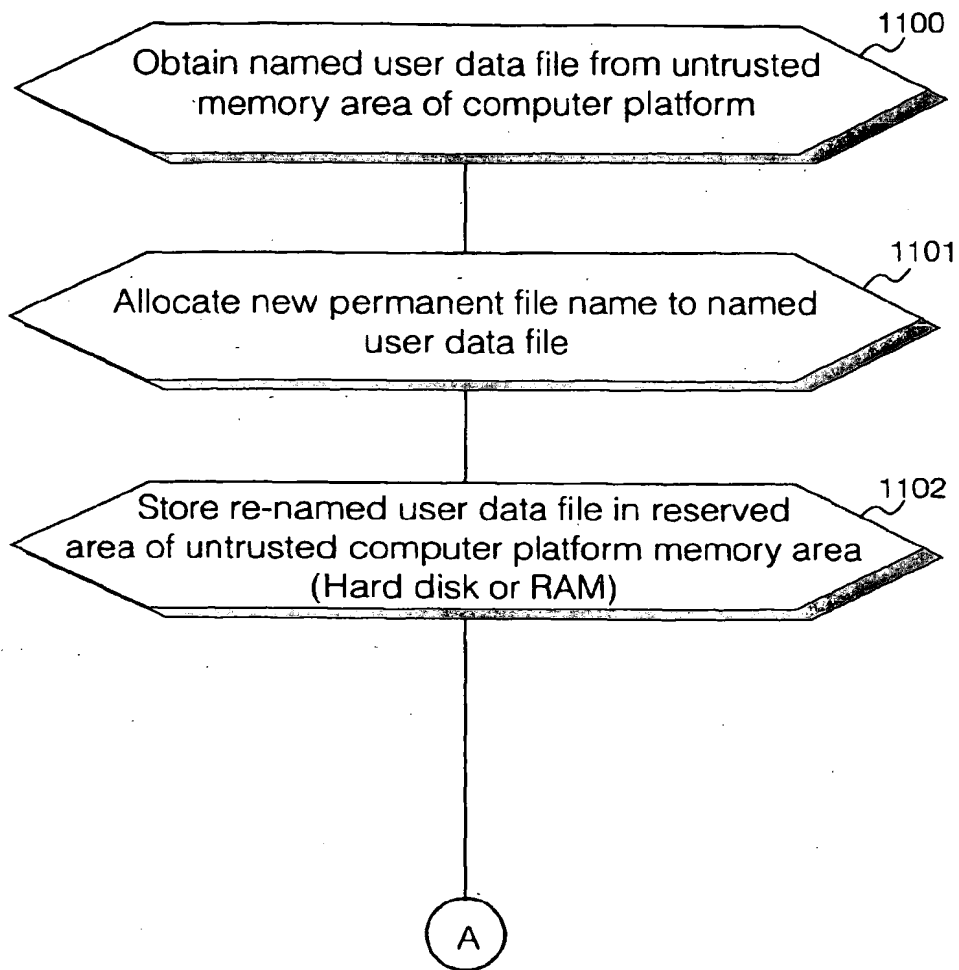 1100
Obtain named user data file from untrusted
memory area of computer platform
1101
Allocate new permanent file name to named
user data file
1102
Store re-named user data file in reserved
area of untrusted computer platform memory area
(Hard disk or RAM)
A